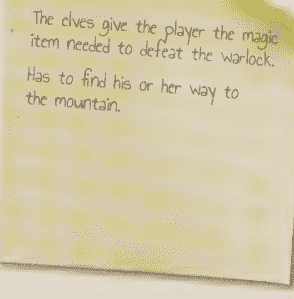 The elves give the player the magic
item needed to defeat the warlock.
Has to find his or her way to
the mountain.